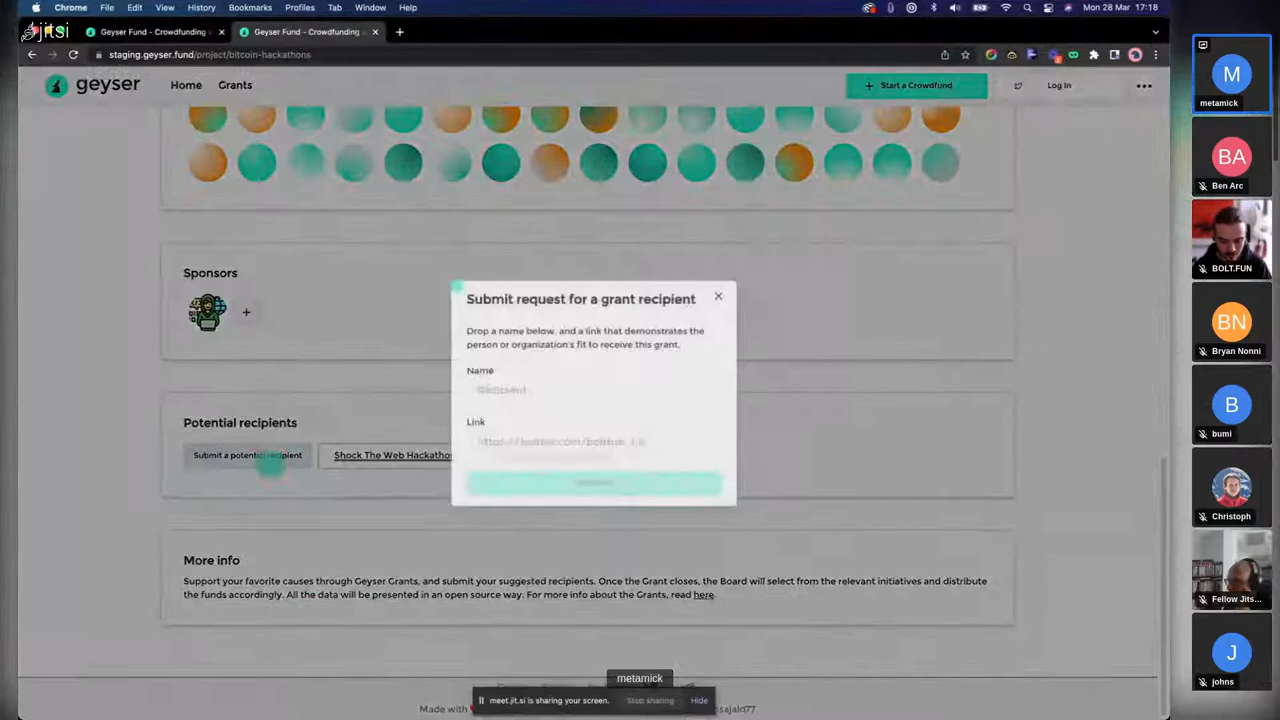 Chrome File Edit View History Bookmarks Profiles Tab Window Help
Mon 28 Mar 17:18
jitsi
Geyser Fund - Crowdfunding
Geyser Fund - Crowdfunding
staging.geyser.fund/project/bitcoin-hackathons
geyser
Home
Grants
+ Start a Crowdfund
Log In
Sponsors
Submit request for a grant recipient
Drop a name below, and a link that demonstrates the
person or organization's fit to receive this grant.
Name
Link
Potential recipients
Submit a potential recipient
Shock The Web Hackathon
More info
Support your favorite causes through Geyser Grants, and submit your suggested recipients. Once the Grant closes, the Board will select from the relevant initiatives and distribute
the funds accordingly. All the data will be presented in an open source way. For more info about the Grants, read here.
metamick
meet.jit.si is sharing your screen.
Stop sharing
Hide
Made with
M
metamick
BA
Ben Arc
BOLT.FUN
BN
Bryan Nonni
B
bumi
Christoph
Fellow Jits...
J
johns